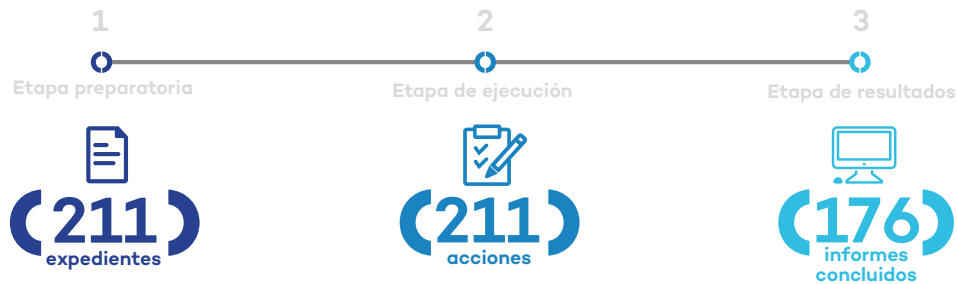 1
2
3
Etapa preparatoria
Etapa de ejecución
Etapa de resultados
211
expedientes
211
acciones
176
informes
concluidos